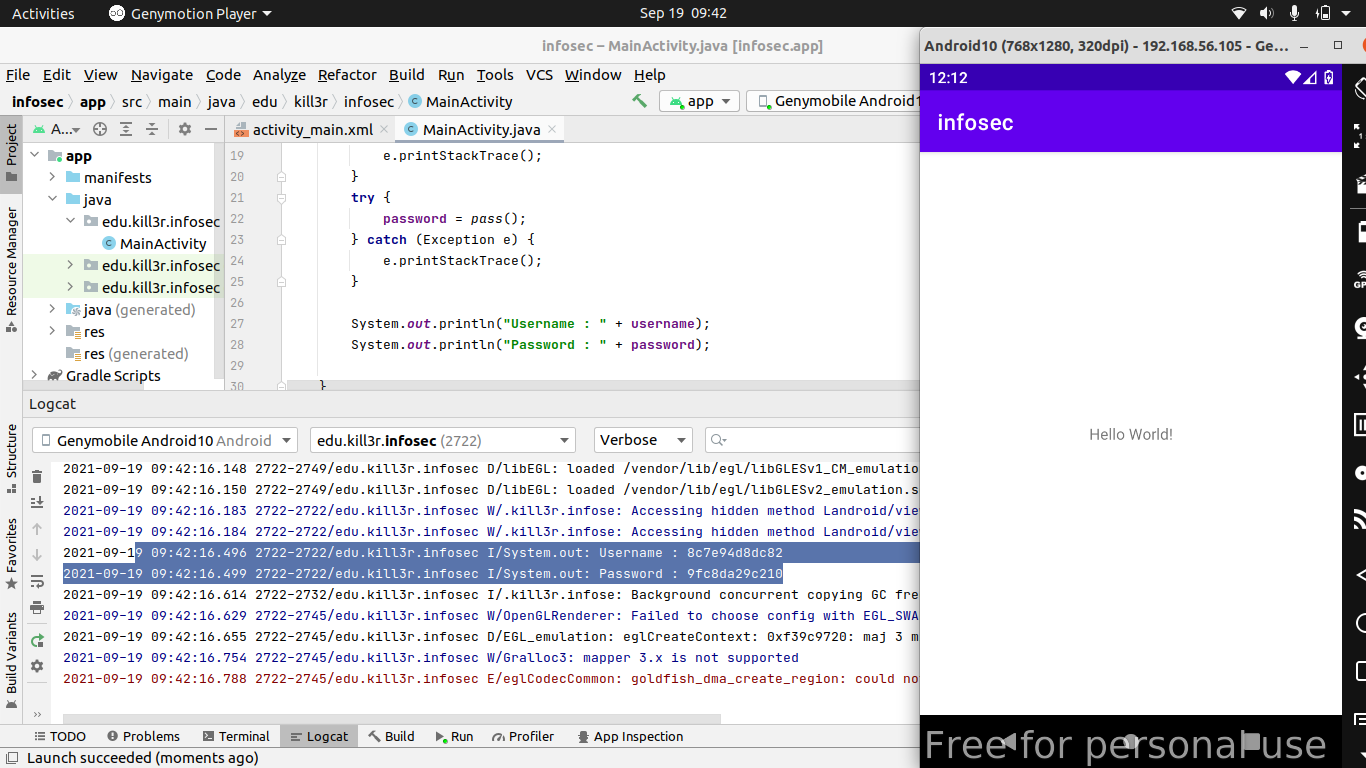 Activities Genymotion Player Sep 19 09:42
infosec – MainActivity.java [infosec.app]
File Edit View Navigate Code Analyze Refactor Build Run Tools VCS Window Help
infosec app src main java edu kill3r infosec MainActivity app Genymobile Android1
Project
A... activity_main.xml MainActivity.java
app
manifests
java
edu.kill3r.infosec
MainActivity
edu.kill3r.infosec
edu.kill3r.infosec
java (generated)
res
res (generated)
Gradle Scripts
Resource Manager
19 e.printStackTrace();
20 }
21 try {
22 password = pass();
23 } catch (Exception e) {
24 e.printStackTrace();
25 }
26
27 System.out.println("Username : " + username);
28 System.out.println("Password : " + password);
29
30 }
Logcat
Genymobile Android10 Android edu.kill3r.infosec (2722) Verbose
2021-09-19 09:42:16.148 2722-2749/edu.kill3r.infosec D/libEGL: loaded /vendor/lib/egl/libGLESv1_CM_emulatio
2021-09-19 09:42:16.150 2722-2749/edu.kill3r.infosec D/libEGL: loaded /vendor/lib/egl/libGLESv2_emulation.s
2021-09-19 09:42:16.183 2722-2722/edu.kill3r.infosec W/.kill3r.infose: Accessing hidden method Landroid/vie
2021-09-19 09:42:16.184 2722-2722/edu.kill3r.infosec W/.kill3r.infose: Accessing hidden method Landroid/vie
2021-09-19 09:42:16.496 2722-2722/edu.kill3r.infosec I/System.out: Username : 8c7e94d8dc82
2021-09-19 09:42:16.499 2722-2722/edu.kill3r.infosec I/System.out: Password : 9fc8da29c210
2021-09-19 09:42:16.614 2722-2732/edu.kill3r.infosec I/.kill3r.infose: Background concurrent copying GC fre
2021-09-19 09:42:16.629 2722-2745/edu.kill3r.infosec W/OpenGLRenderer: Failed to choose config with EGL_SWA
2021-09-19 09:42:16.655 2722-2745/edu.kill3r.infosec D/EGL_emulation: eglCreateContext: 0xf39c9720: maj 3 m
2021-09-19 09:42:16.754 2722-2745/edu.kill3r.infosec W/Gralloc3: mapper 3.x is not supported
2021-09-19 09:42:16.788 2722-2745/edu.kill3r.infosec E/eglCodecCommon: goldfish_dma_create_region: could no
Structure
Favorites
Build Variants
TODO Problems Terminal Logcat Build Run Profiler App Inspection
Launch succeeded (moments ago)
Android10 (768x1280, 320dpi) - 192.168.56.105 - Ge...
12:12
infosec
Hello World!
Free for personal use